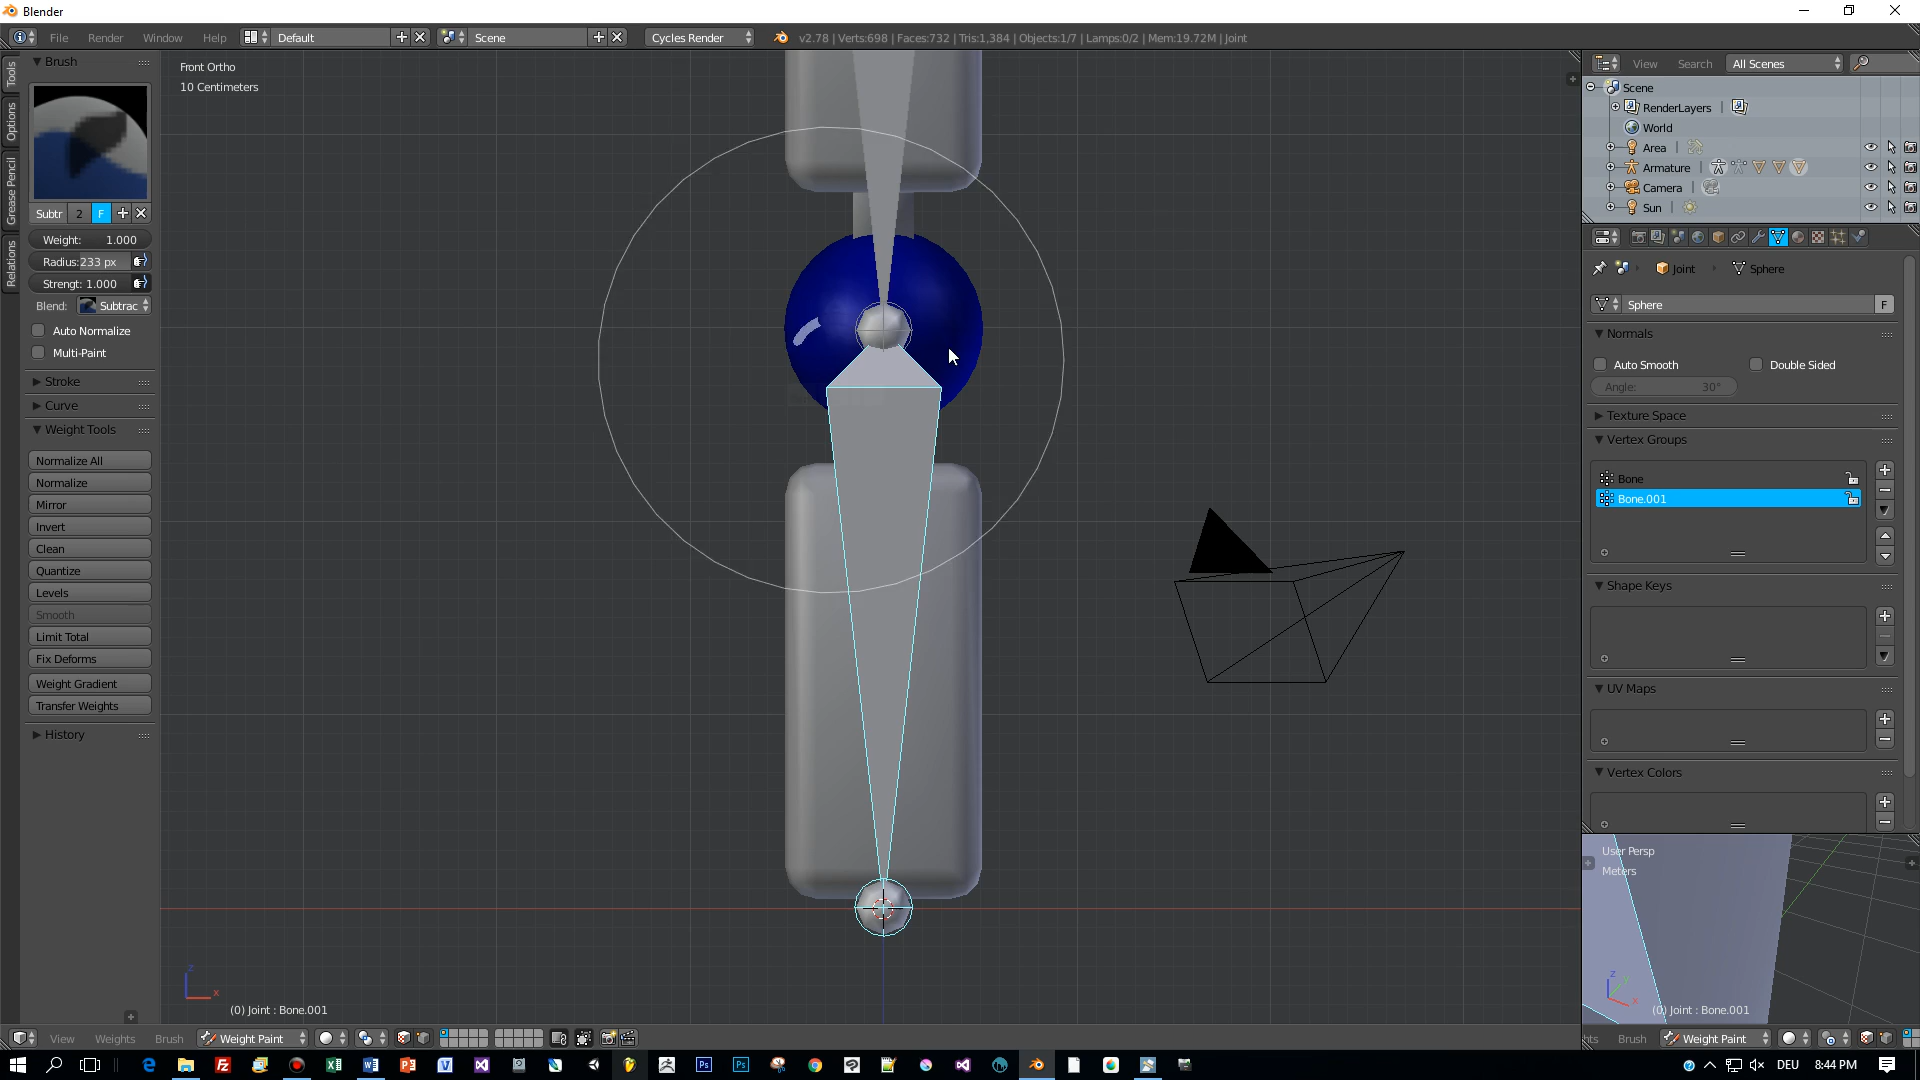 Blender
File Render Window Help Default Scene Cycles Render v2.78 | Verts:698 | Faces:732 | Tris:1,384 | Objects:1/7 | Lamps:0/2 | Mem:19.72M | Joint
Tools
Options
Grease Pencil
Relations
Brush
Subtr 2 F
Weight: 1.000
Radius:233 px
Strengt: 1.000
Blend: Subtrac
Auto Normalize
Multi-Paint
Stroke
Curve
Weight Tools
Normalize All
Normalize
Mirror
Invert
Clean
Quantize
Levels
Smooth
Limit Total
Fix Deforms
Weight Gradient
Transfer Weights
History
Front Ortho
10 Centimeters
z
x
(0) Joint : Bone.001
View Weights Brush Weight Paint
View Search All Scenes
Scene
RenderLayers |
World
Area |
Armature |
Camera |
Sun |
Joint Sphere
Sphere F
Normals
Auto Smooth Double Sided
Angle: 30°
Texture Space
Vertex Groups
Bone
Bone.001
Shape Keys
UV Maps
Vertex Colors
User Persp
Meters
z
y
x
(0) Joint : Bone.001
hts Brush Weight Paint
DEU 8:44 PM